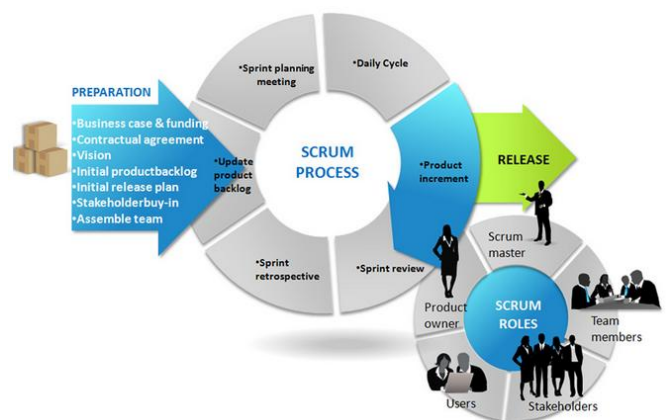 PREPARATION
•Business case & funding
•Contractual agreement
•Vision
•Initial productbacklog
•Initial release plan
•Stakeholderbuy-in
•Assemble team
•Sprint planning
meeting
•Daily Cycle
•Update
product
backlog
SCRUM
PROCESS
•Product
increment
RELEASE
•Sprint
retrospective
•Sprint review
Scrum
master
Product
owner
SCRUM
ROLES
Team
members
Users
Stakeholders